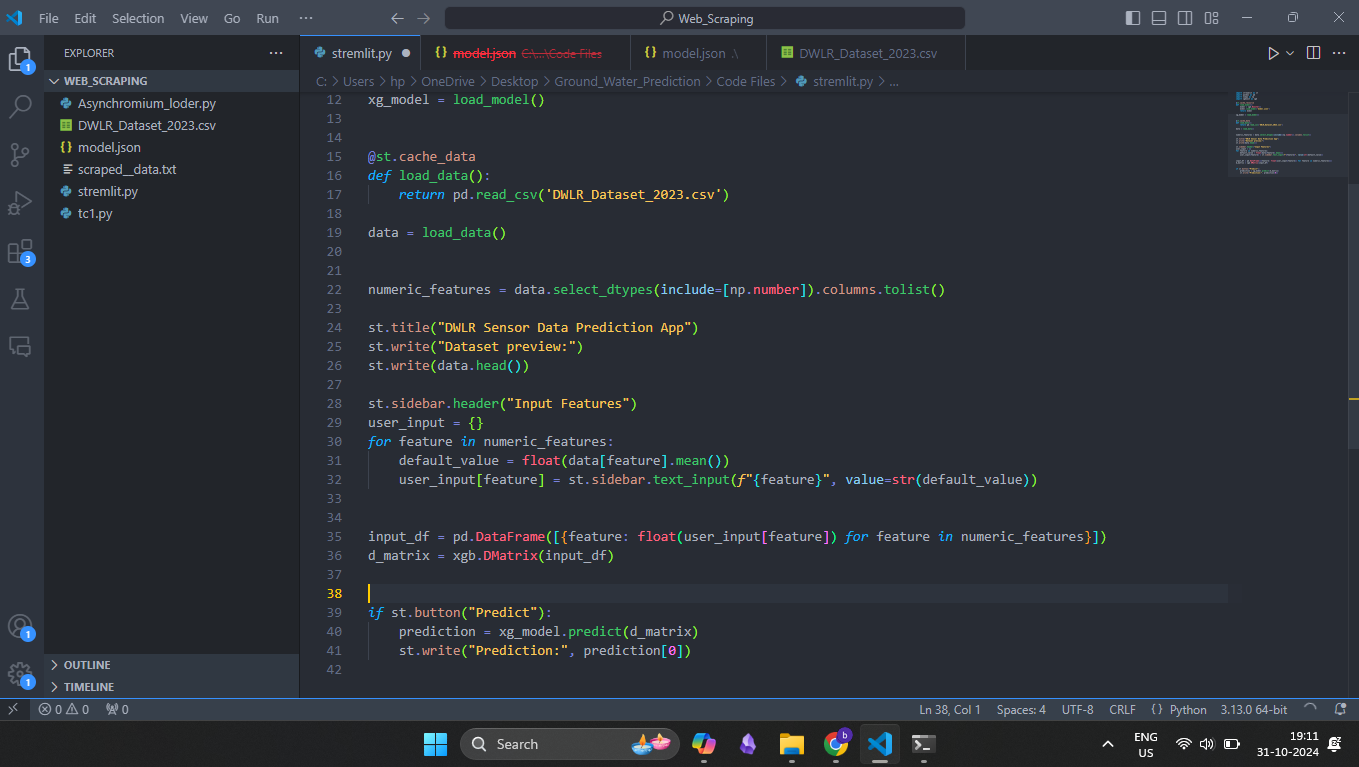 File Edit Selection View Go Run ··· Web_Scraping
EXPLORER ···
WEB_SCRAPING
Asynchromium_loder.py
DWLR_Dataset_2023.csv
model.json
scraped__data.txt
stremlit.py
tc1.py
OUTLINE
TIMELINE
1
3
1
1
stremlit.py model.json C:\...\Code Files model.json .\ DWLR_Dataset_2023.csv
C: > Users > hp > OneDrive > Desktop > Ground_Water_Prediction > Code Files > stremlit.py > ...
12 xg_model = load_model()
13
14
15 @st.cache_data
16 def load_data():
17 return pd.read_csv('DWLR_Dataset_2023.csv')
18
19 data = load_data()
20
21
22 numeric_features = data.select_dtypes(include=[np.number]).columns.tolist()
23
24 st.title("DWLR Sensor Data Prediction App")
25 st.write("Dataset preview:")
26 st.write(data.head())
27
28 st.sidebar.header("Input Features")
29 user_input = {}
30 for feature in numeric_features:
31 default_value = float(data[feature].mean())
32 user_input[feature] = st.sidebar.text_input(f"{feature}", value=str(default_value))
33
34
35 input_df = pd.DataFrame([{feature: float(user_input[feature]) for feature in numeric_features}])
36 d_matrix = xgb.DMatrix(input_df)
37
38
39 if st.button("Predict"):
40 prediction = xg_model.predict(d_matrix)
41 st.write("Prediction:", prediction[0])
42
0 0 0 Ln 38, Col 1 Spaces: 4 UTF-8 CRLF {} Python 3.13.0 64-bit
Search
b
ENG
US
19:11
31-10-2024